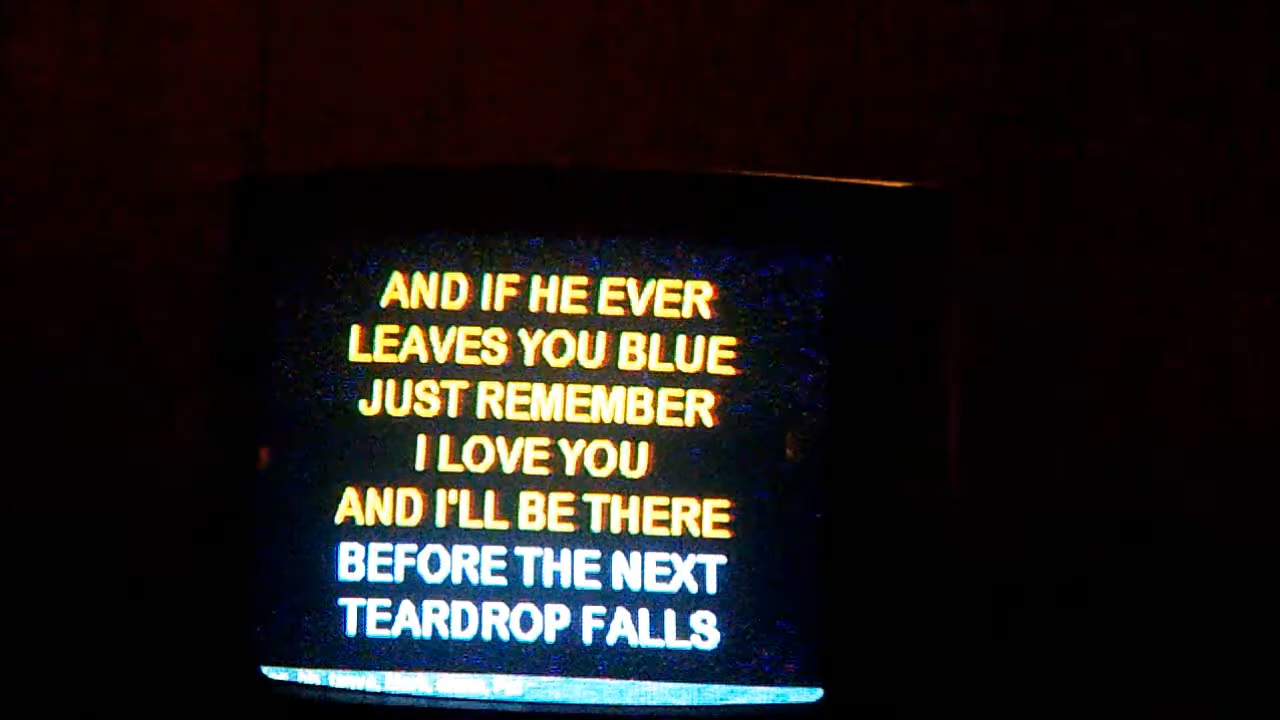 AND IF HE EVER
LEAVES YOU BLUE
JUST REMEMBER
I LOVE YOU
AND I'LL BE THERE
BEFORE THE NEXT
TEARDROP FALLS